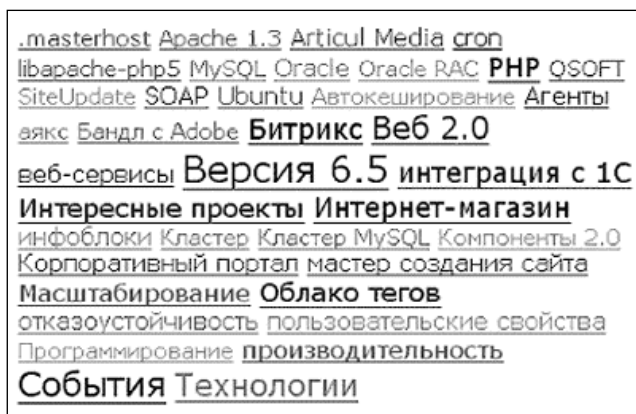 .masterhost Apache 1.3 Articul Media cron
libapache-php5 MySQL Oracle Oracle RAC PHP QSOFT
SiteUpdate SOAP Ubuntu Автокеширование Агенты
аякс Бандл с Adobe Битрикс Веб 2.0
веб-сервисы Версия 6.5 интеграция с 1С
Интересные проекты Интернет-магазин
инфоблоки Кластер Кластер MySQL Компоненты 2.0
Корпоративный портал мастер создания сайта
Масштабирование Облако тегов
отказоустойчивость пользовательские свойства
Программирование производительность
События Технологии